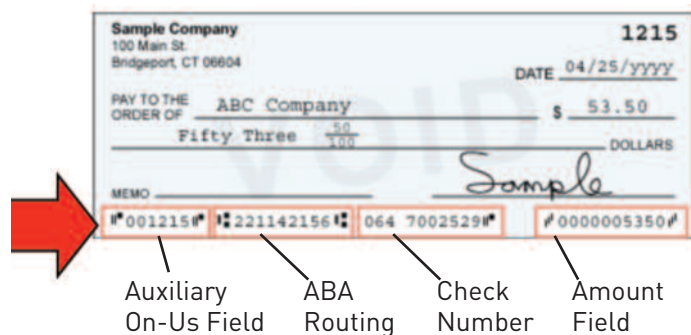 Sample Company
1215
100 Main St.
Bridgeport, CT 06604
DATE 04/25/yyyy
PAY TO THE
ORDER OF ABC Company $ 53.50
Fifty Three 50/100 DOLLARS
VOID
Sample
MEMO
⑈001215⑈ ⑆221142156⑆ 064 7002529⑈ ⑇0000005350⑇
Auxiliary ABA Check Amount
On-Us Field Routing Number Field